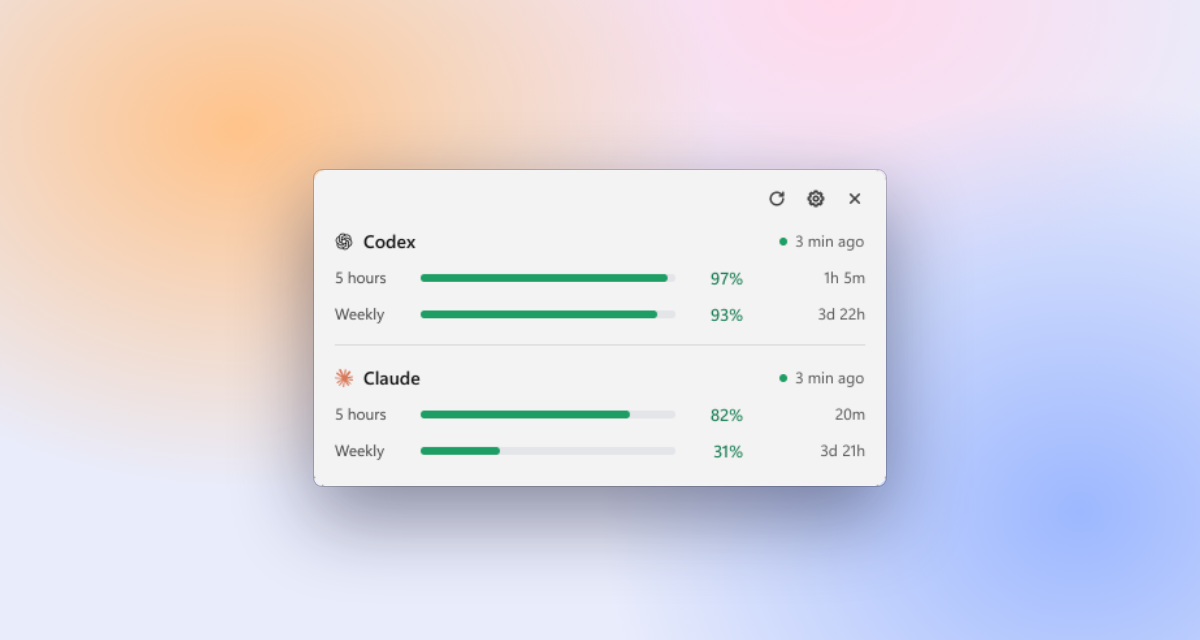 Codex 3 min ago
5 hours 97% 1h 5m
Weekly 93% 3d 22h
Claude 3 min ago
5 hours 82% 20m
Weekly 31% 3d 21h